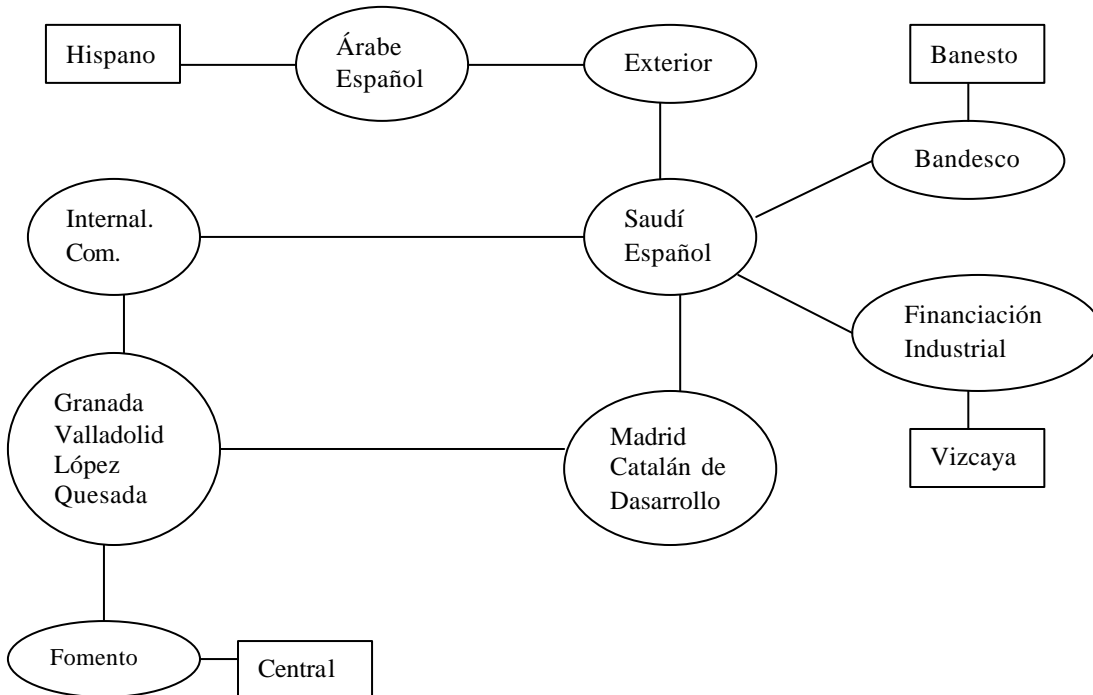 Hispano
Árabe
Español
Exterior
Banesto
Bandesco
Internal.
Com.
Saudí
Español
Financiación
Industrial
Granada
Valladolid
López
Quesada
Madrid
Catalán de
Dasarrollo
Vizcaya
Fomento
Central